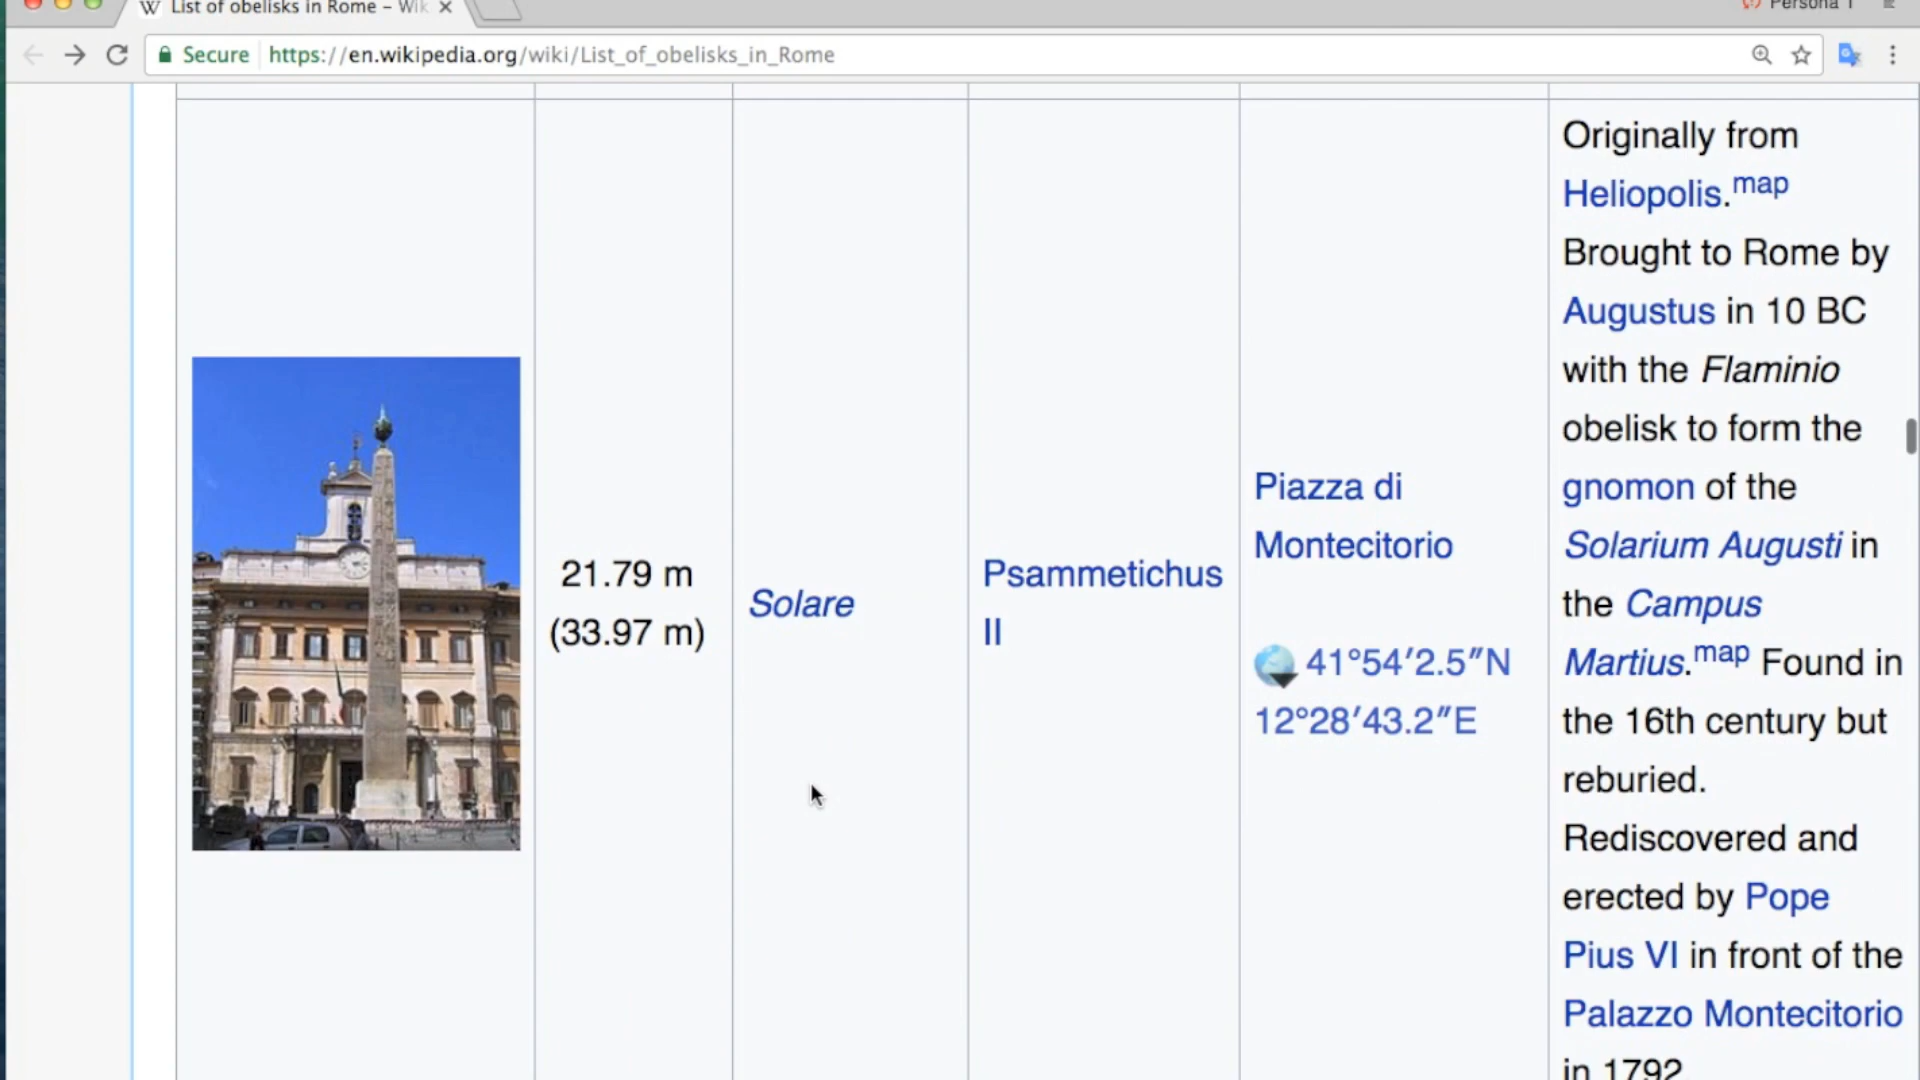 List of obelisks in Rome – Wik
Persona 1
Secure https://en.wikipedia.org/wiki/List_of_obelisks_in_Rome
21.79 m
(33.97 m)
Solare
Psammetichus
II
Piazza di
Montecitorio
41°54′2.5″N
12°28′43.2″E
Originally from
Heliopolis.map
Brought to Rome by
Augustus in 10 BC
with the Flaminio
obelisk to form the
gnomon of the
Solarium Augusti in
the Campus
Martius.map Found in
the 16th century but
reburied.
Rediscovered and
erected by Pope
Pius VI in front of the
Palazzo Montecitorio
in 1792.